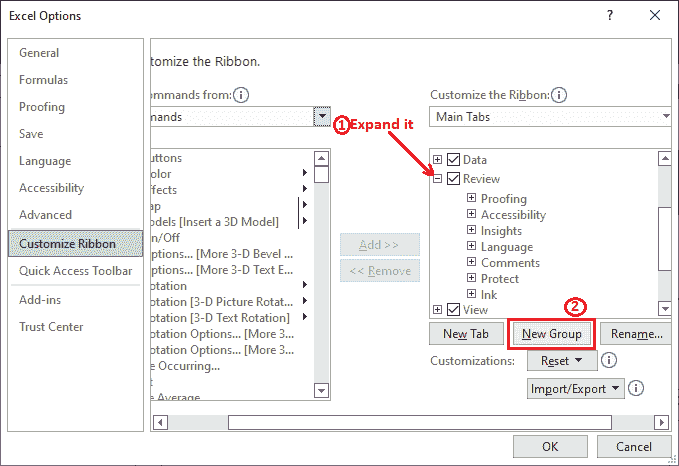 Excel Options
? ×
General
Formulas
Proofing
Save
Language
Accessibility
Advanced
Customize Ribbon
Quick Access Toolbar
Add-ins
Trust Center
tomize the Ribbon.
ommands from:
mands
uttons
olor
ffects
ap
odels [Insert a 3D Model]
n/Off
ptions... [More 3-D Bevel ...
ptions... [More 3-D Text E...
otation
otation [3-D Picture Rotat...
otation [3-D Text Rotation]
otation Options... [More 3...
otation Options... [More 3...
e Occurring...
t
e Average
Add >>
<< Remove
1 Expand it
Customize the Ribbon:
Main Tabs
Data
Review
Proofing
Accessibility
Insights
Language
Comments
Protect
Ink
View
2
New Tab
New Group
Rename...
Customizations:
Reset
Import/Export
OK
Cancel